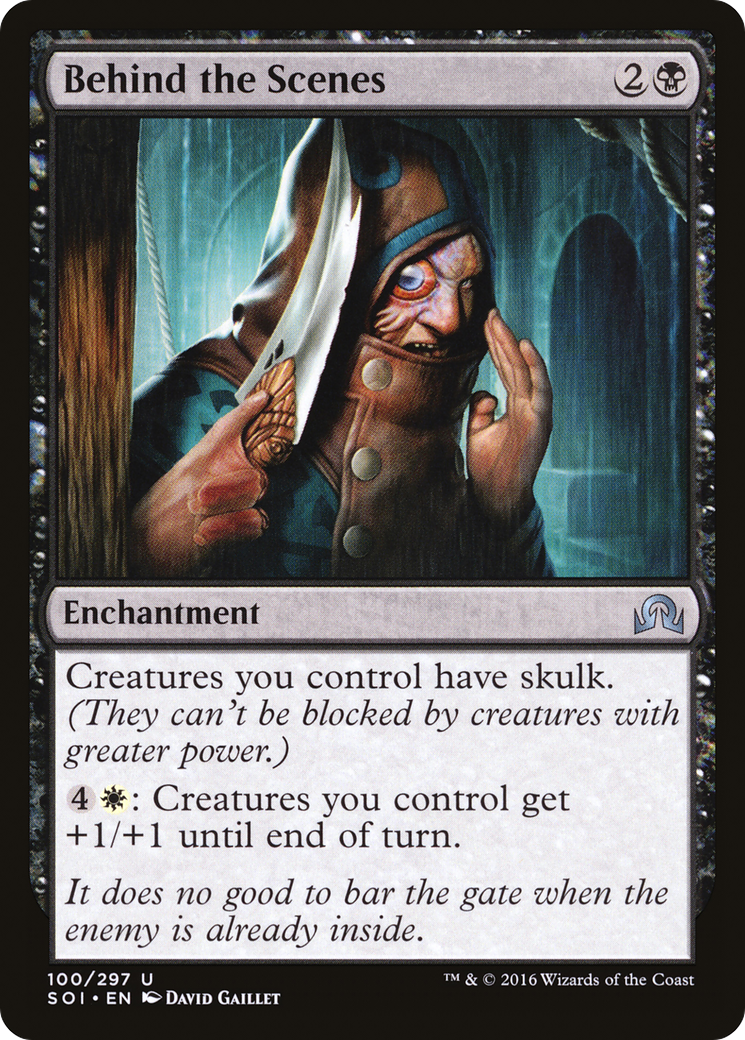 Behind the Scenes 2
Enchantment
Creatures you control have skulk.
(They can't be blocked by creatures with
greater power.)
4: Creatures you control get
+1/+1 until end of turn.
It does no good to bar the gate when the
enemy is already inside.
100/297 U
SOI • EN DAVID GAILLET
™ & © 2016 Wizards of the Coast